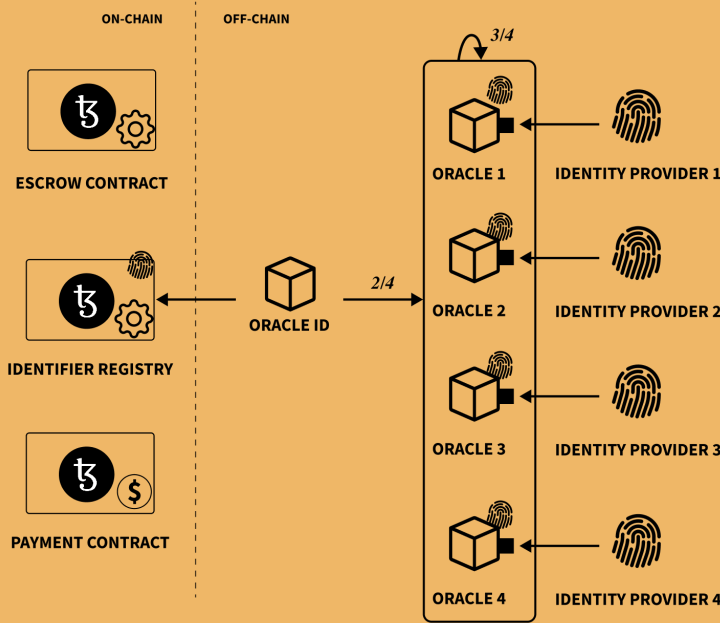 ON-CHAIN
OFF-CHAIN
3/4
ꜩ
ESCROW CONTRACT
ORACLE 1
IDENTITY PROVIDER 1
ꜩ
IDENTIFIER REGISTRY
ORACLE ID
2/4
ORACLE 2
IDENTITY PROVIDER 2
ORACLE 3
IDENTITY PROVIDER 3
ꜩ
$
PAYMENT CONTRACT
ORACLE 4
IDENTITY PROVIDER 4